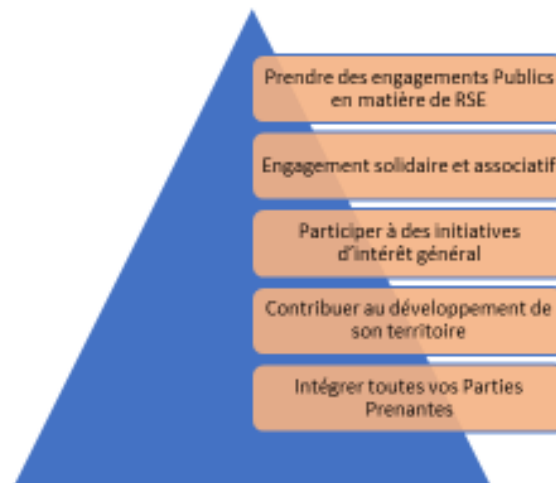 Prendre des engagements Publics
en matière de RSE
Engagement solidaire et associatif
Participer à des initiatives
d'intérêt général
Contribuer au développement de
son territoire
Intégrer toutes vos Parties
Prenantes